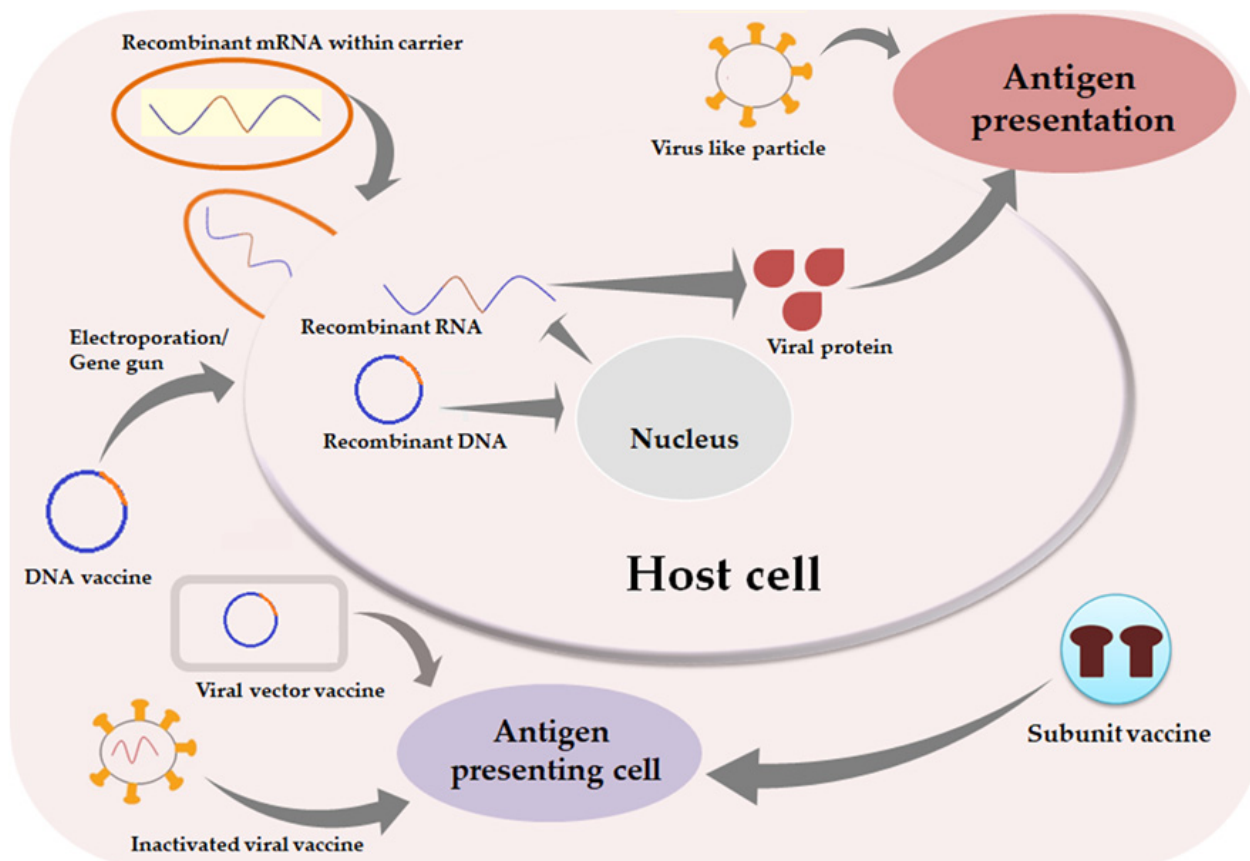 Recombinant mRNA within carrier
Antigen
presentation
Virus like particle
Recombinant RNA
Viral protein
Electroporation/
Gene gun
Recombinant DNA
Nucleus
DNA vaccine
Host cell
Viral vector vaccine
Antigen
presenting cell
Subunit vaccine
Inactivated viral vaccine